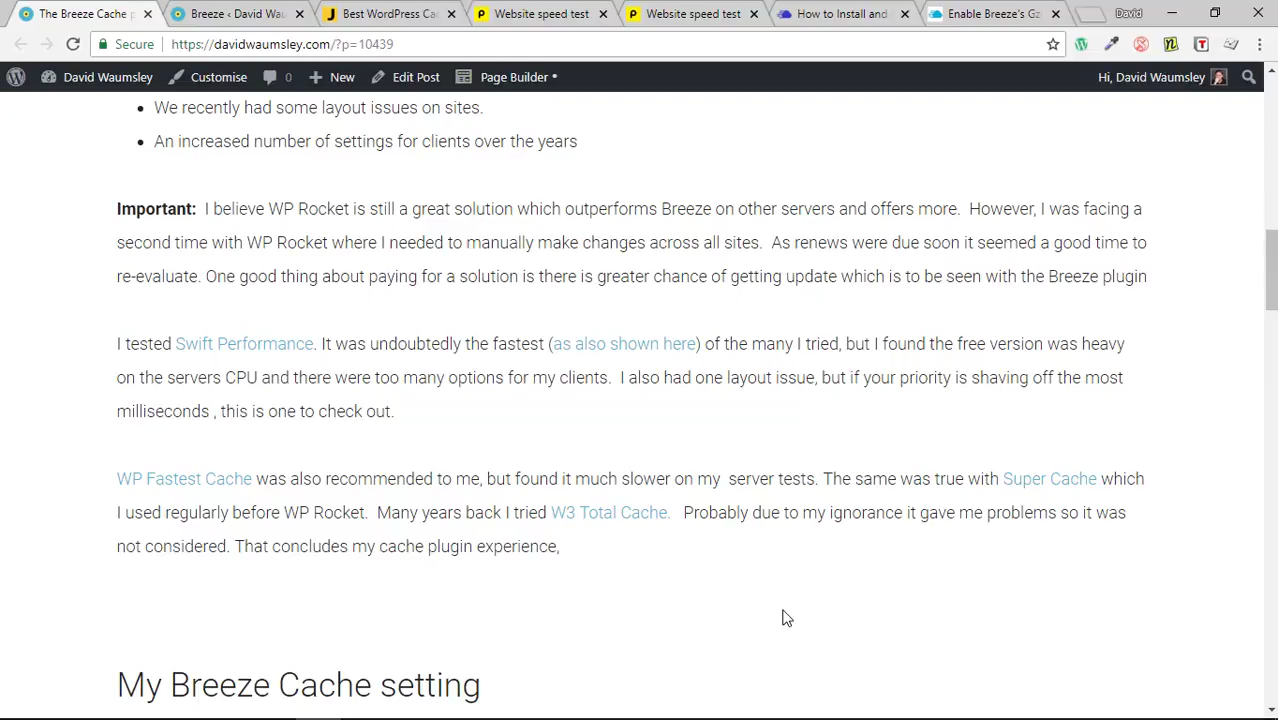 The Breeze Cache p
Breeze ‹ David Wau
Best WordPress Ca
Website speed test
Website speed test
How to Install and
Enable Breeze's Gz
David
Secure
https://davidwaumsley.com/?p=10439
David Waumsley
Customise
0
New
Edit Post
Page Builder
Hi, David Waumsley
We recently had some layout issues on sites.
An increased number of settings for clients over the years
Important: I believe WP Rocket is still a great solution which outperforms Breeze on other servers and offers more. However, I was facing a
second time with WP Rocket where I needed to manually make changes across all sites. As renews were due soon it seemed a good time to
re-evaluate. One good thing about paying for a solution is there is greater chance of getting update which is to be seen with the Breeze plugin
I tested Swift Performance. It was undoubtedly the fastest (as also shown here) of the many I tried, but I found the free version was heavy
on the servers CPU and there were too many options for my clients. I also had one layout issue, but if your priority is shaving off the most
milliseconds , this is one to check out.
WP Fastest Cache was also recommended to me, but found it much slower on my server tests. The same was true with Super Cache which
I used regularly before WP Rocket. Many years back I tried W3 Total Cache. Probably due to my ignorance it gave me problems so it was
not considered. That concludes my cache plugin experience,
My Breeze Cache setting